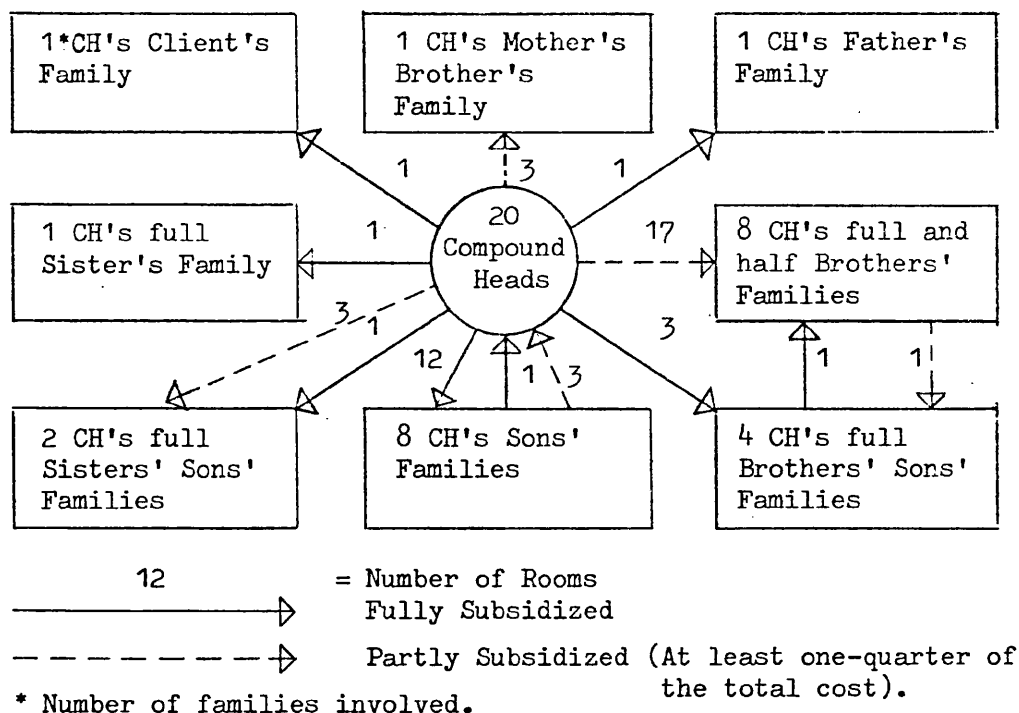 1*CH's Client's
Family
1 CH's Mother's
Brother's
Family
1 CH's Father's
Family
1
3
1
1 CH's full
Sister's Family
1
20
Compound
Heads
17
8 CH's full and
half Brothers'
Families
3
1
12
1
3
3
1
1
2 CH's full
Sisters' Sons'
Families
8 CH's Sons'
Families
4 CH's full
Brothers' Sons'
Families
12
= Number of Rooms
Fully Subsidized
Partly Subsidized (At least one-quarter of
the total cost).
* Number of families involved.